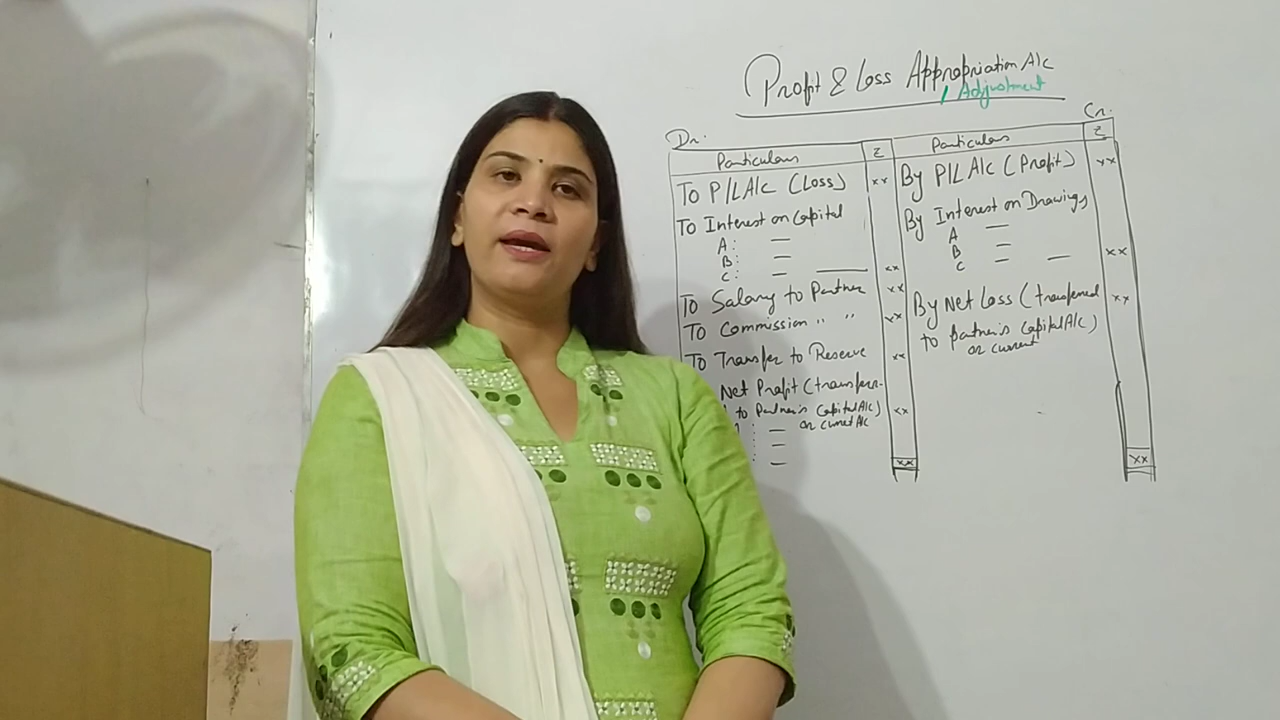 Profit & Loss Appropriation A/c
/ Adjustment
Dr. Cr.
Particulars ₹ Particulars ₹
To P/L A/c (Loss) xx
To Interest on Capital
A: —
B: —
C: — — xx
To Salary to Partner xx
To Commission " " xx
To Transfer to Reserve xx
Net Profit (transfer-
to Partner's Capital A/c) xx
or current A/c
: —
: —
: —
xx
By P/L A/c (Profit) xx
By Interest on Drawings
A —
B —
C — — xx
By Net Loss (transferred xx
to partner's Capital A/c)
or current
xx